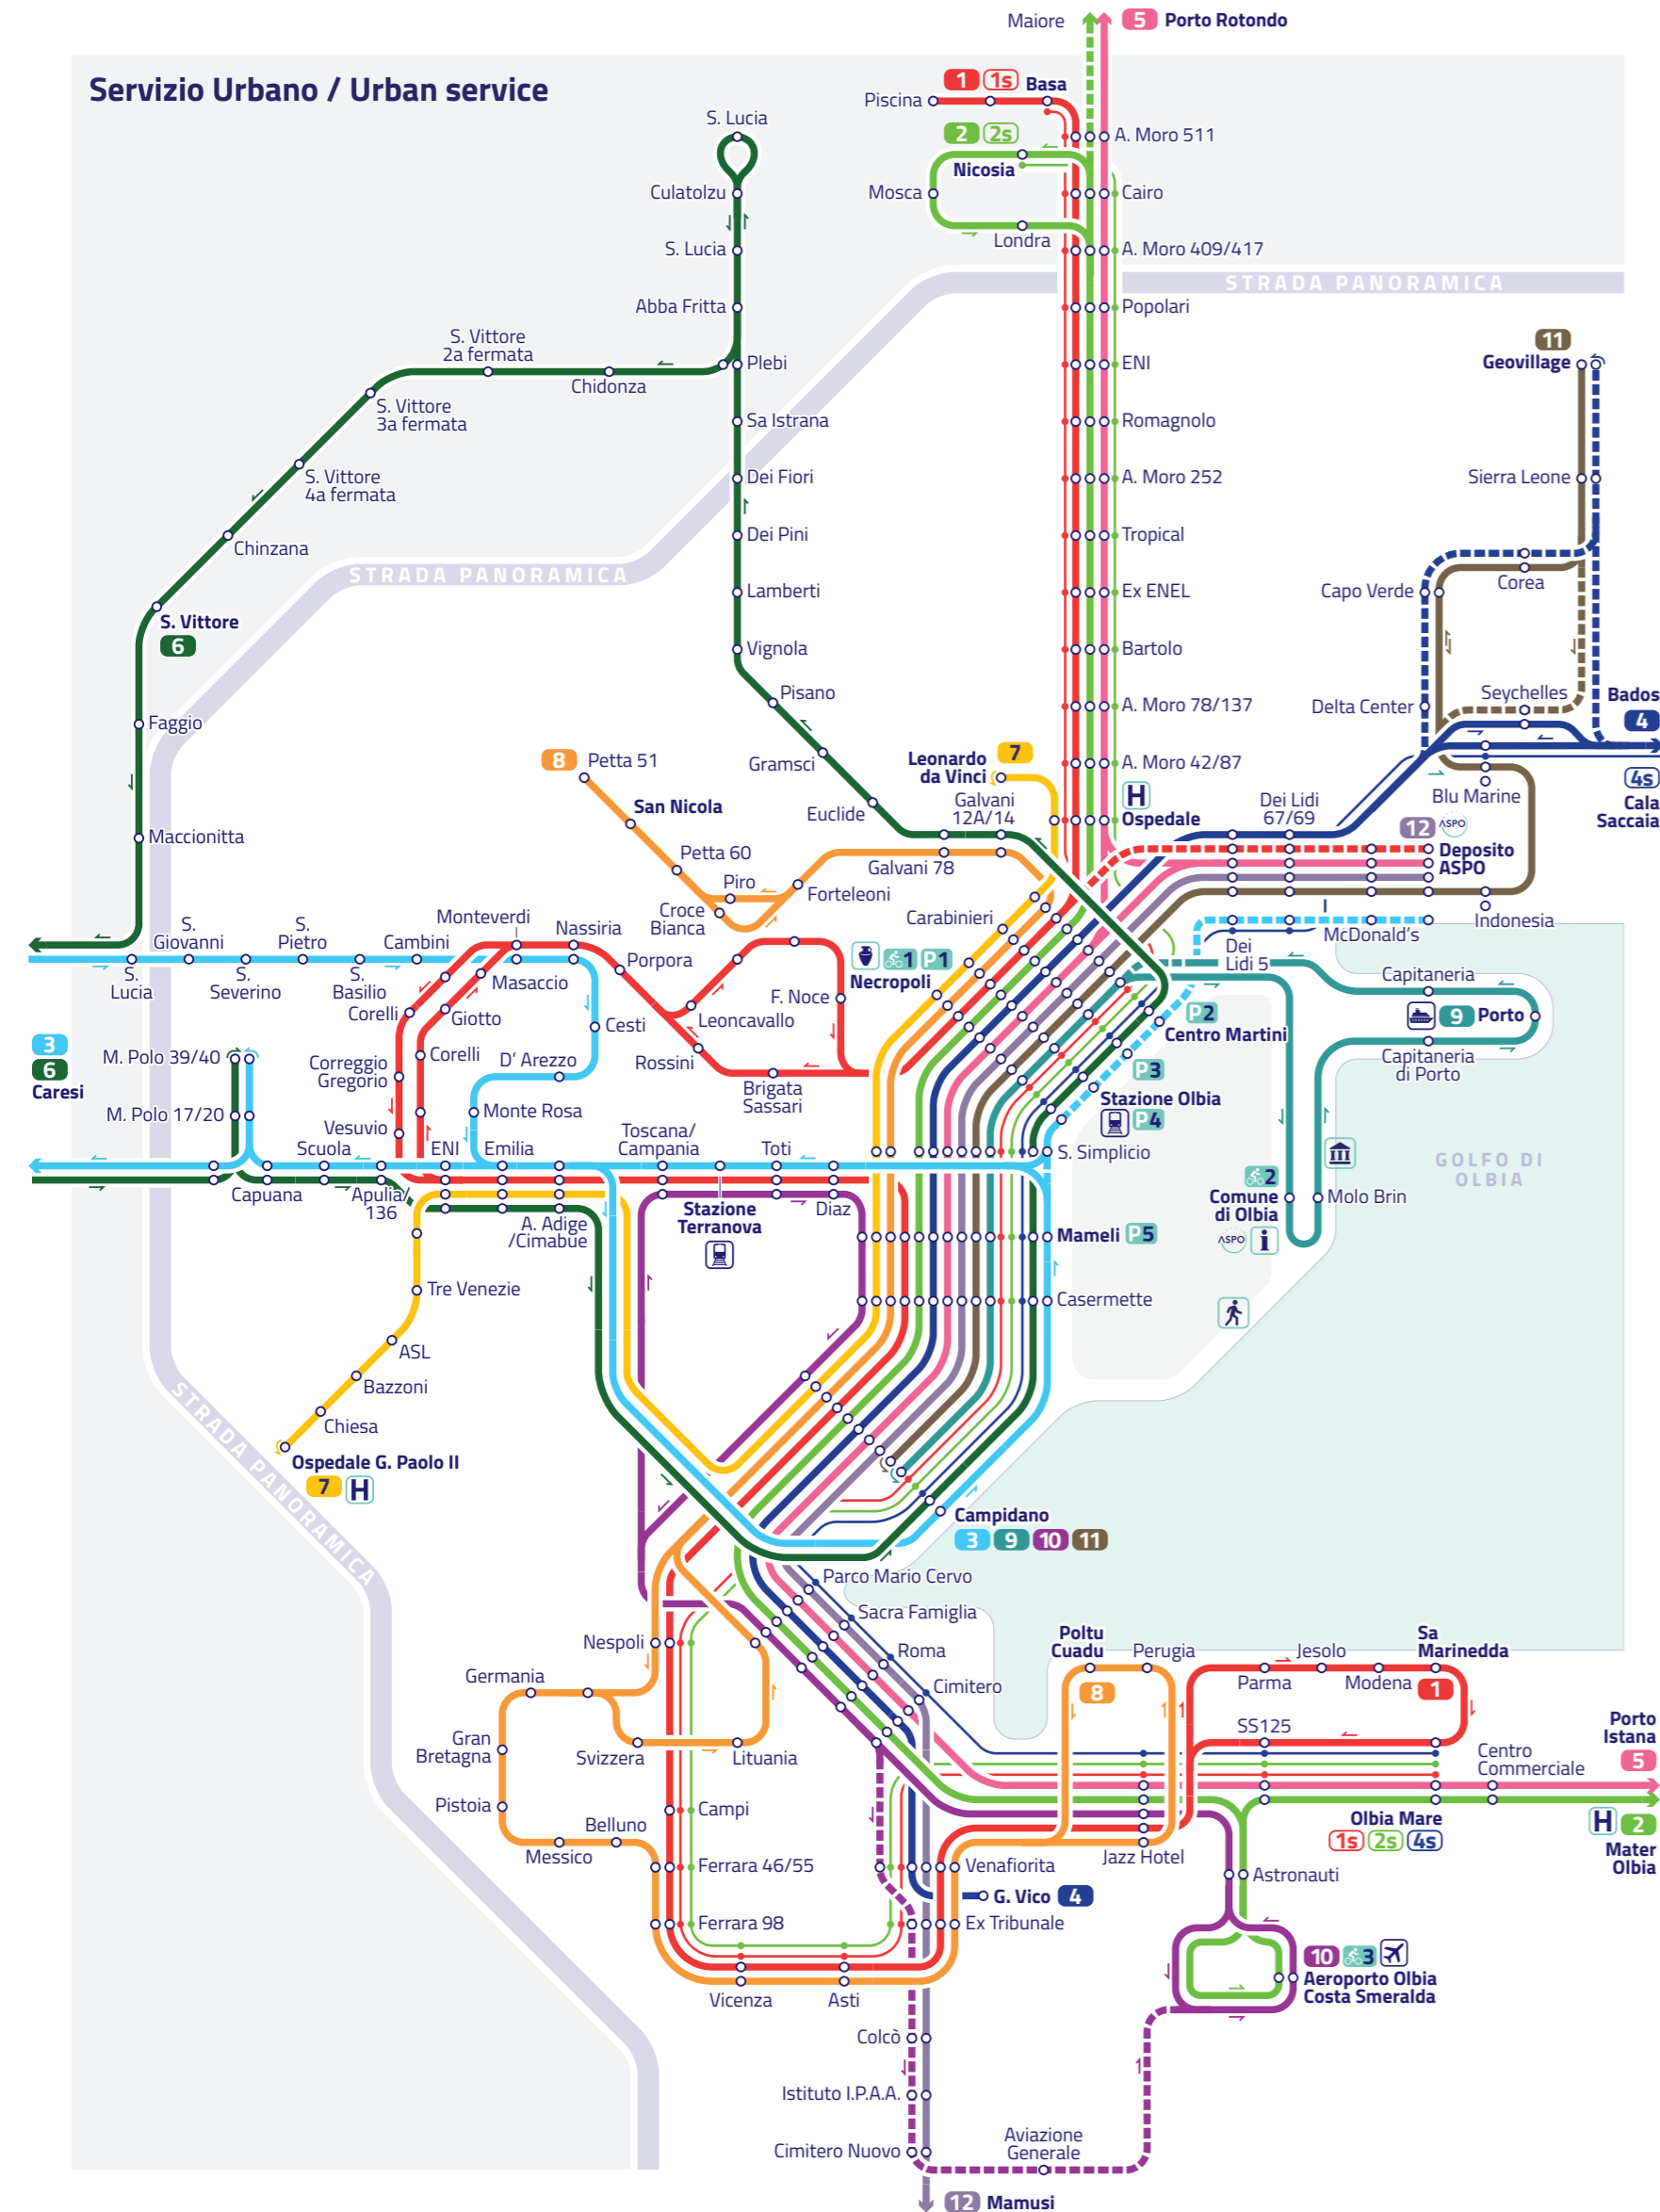 Maiore
5 Porto Rotondo
Servizio Urbano / Urban service
1 1s Basa
Piscina
S. Lucia
2 2s
A. Moro 511
Nicosia
Culatolzu
Mosca
Cairo
Londra
S. Lucia
A. Moro 409/417
STRADA PANORAMICA
Abba Fritta
Popolari
S. Vittore
2a fermata
11
Geovillage
Plebi
ENI
Chidonza
S. Vittore
3a fermata
Sa Istrana
Romagnolo
S. Vittore
4a fermata
Dei Fiori
A. Moro 252
Sierra Leone
Chinzana
Dei Pini
Tropical
STRADA PANORAMICA
Corea
Lamberti
Ex ENEL
Capo Verde
S. Vittore
6
Vignola
Bartolo
Pisano
Seychelles
Bados
4
Faggio
A. Moro 78/137
Delta Center
8 Petta 51
Gramsci
Leonardo
da Vinci
7
A. Moro 42/87
4s
Cala
Saccaia
San Nicola
Euclide
Galvani
12A/14
H
Ospedale
Dei Lidi
67/69
Blu Marine
12 ASPO
Maccionitta
Petta 60
Galvani 78
Deposito
ASPO
Piro
Forteleoni
Croce
Bianca
Carabinieri
Indonesia
S.
Giovanni
S.
Pietro
Cambini
Monteverdi
Nassiria
McDonald's
Dei
Lidi 5
S.
Lucia
S.
Severino
S.
Basilio
Masaccio
Porpora
1 P1
Necropoli
F. Noce
Capitaneria
Corelli
Giotto
Leoncavallo
P2
Centro Martini
9 Porto
Cesti
3
6
Caresi
M. Polo 39/40
Correggio
Gregorio
Corelli
D' Arezzo
Rossini
Capitaneria
di Porto
P3
Brigata
Sassari
Stazione Olbia
P4
M. Polo 17/20
Vesuvio
Monte Rosa
Scuola
ENI
Emilia
Toscana/
Campania
Toti
S. Simplicio
GOLFO DI
OLBIA
Capuana
Apulia/
136
A. Adige
/Cimabue
Stazione
Terranova
Diaz
2
Comune
di Olbia
ASPO i
Molo Brin
Mameli P5
Tre Venezie
Casermette
ASL
Bazzoni
Chiesa
STRADA PANORAMICA
Ospedale G. Paolo II
7 H
Campidano
3 9 10 11
Parco Mario Cervo
Sacra Famiglia
Nespoli
Roma
Poltu
Cuadu
Perugia
Jesolo
Sa
Marinedda
Germania
Cimitero
8
Parma
Modena
1
Gran
Bretagna
Svizzera
Lituania
SS125
Centro
Commerciale
Porto
Istana
5
Pistoia
Campi
Belluno
Olbia Mare
1s 2s 4s
H 2
Mater
Olbia
Messico
Jazz Hotel
Ferrara 46/55
Venafiorita
Astronauti
G. Vico 4
Ferrara 98
Ex Tribunale
10 3
Aeroporto Olbia
Costa Smeralda
Vicenza
Asti
Colcò
Istituto I.P.A.A.
Aviazione
Generale
Cimitero Nuovo
12 Mamusi